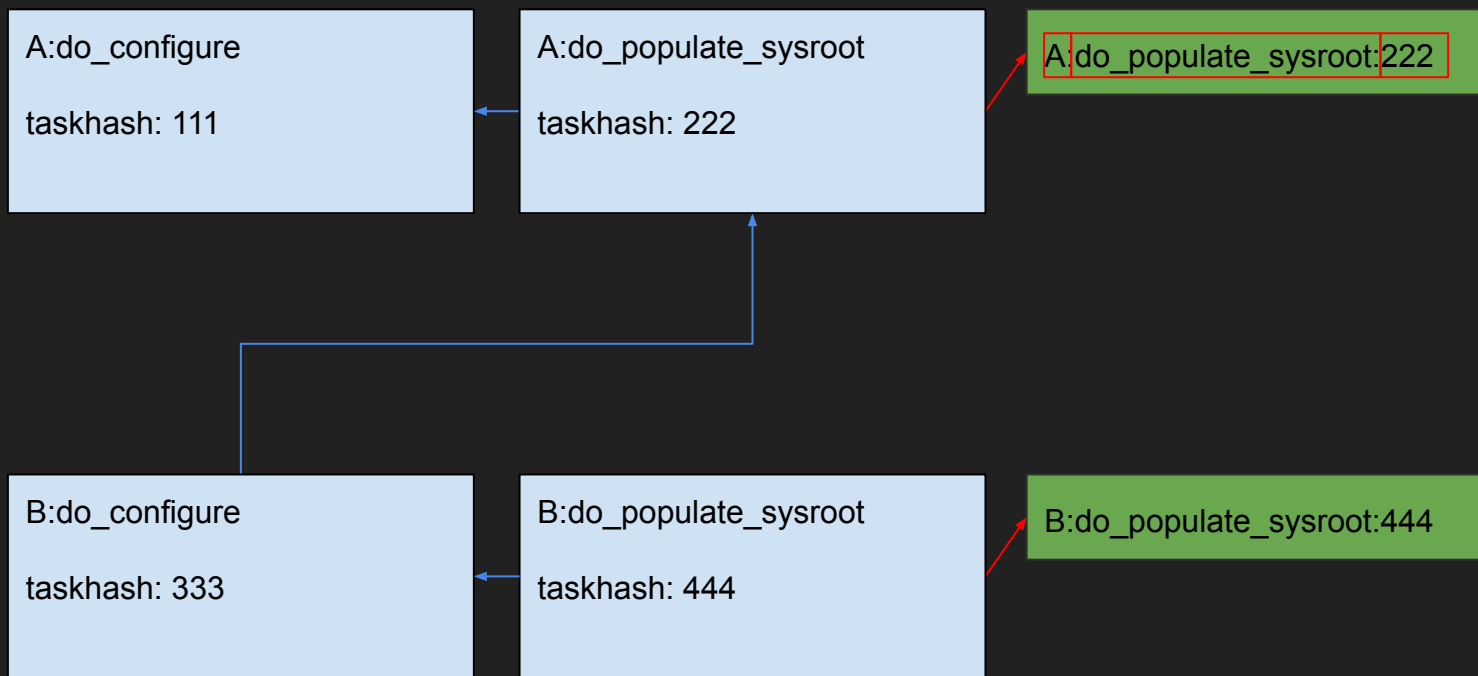 A:do_configure
taskhash: 111
A:do_populate_sysroot
taskhash: 222
A:do_populate_sysroot:222
B:do_configure
taskhash: 333
B:do_populate_sysroot
taskhash: 444
B:do_populate_sysroot:444